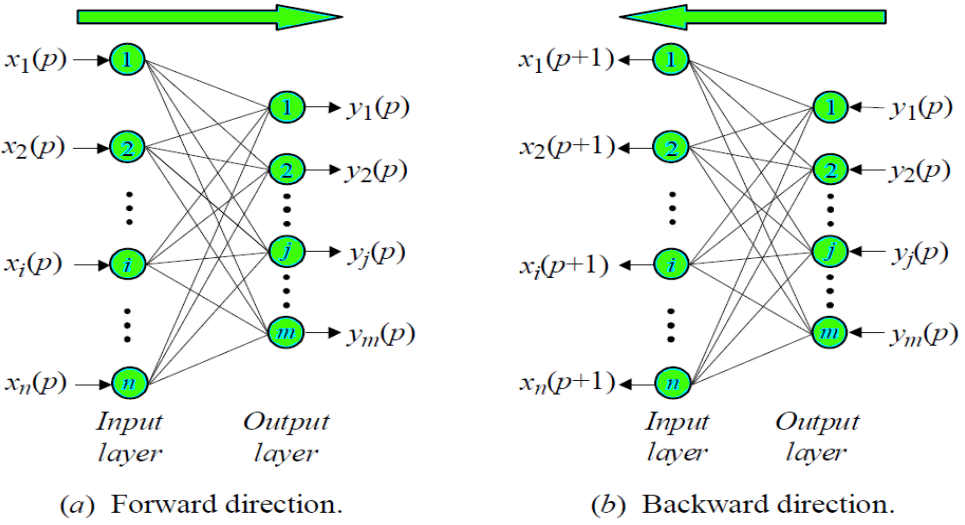 x₁(p) 1
1 y₁(p)
x₂(p) 2
2 y₂(p)
xᵢ(p) i
j yⱼ(p)
m yₘ(p)
xₙ(p) n
Input layer
Output layer
(a) Forward direction.
x₁(p+1) 1
1 y₁(p)
x₂(p+1) 2
2 y₂(p)
xᵢ(p+1) i
j yⱼ(p)
m yₘ(p)
xₙ(p+1) n
Input layer
Output layer
(b) Backward direction.